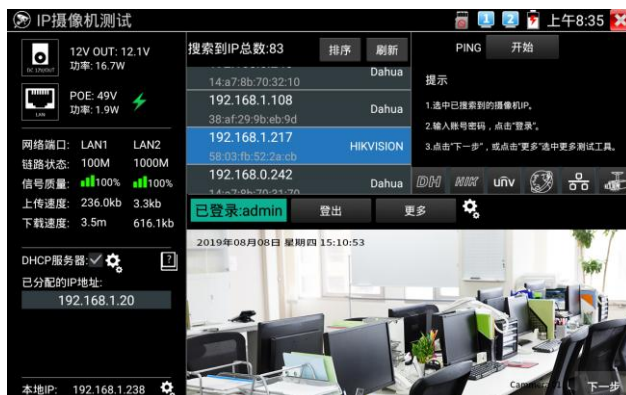 IP摄像机测试
1
2
上午8:35
DC 12V/OUT
12V OUT: 12.1V
功率: 16.7W
LAN
POE: 49V
功率: 1.9W
网络端口: LAN1 LAN2
链路状态: 100M 1000M
信号质量: 100% 100%
上传速度: 236.0kb 3.3kb
下载速度: 3.5m 616.1kb
DHCP服务器:
?
已分配的IP地址:
192.168.1.20
本地IP: 192.168.1.238
搜索到IP总数:83 排序 刷新
Dahua
14:a7:8b:70:32:10
192.168.1.108
Dahua
38:af:29:9b:eb:9d
192.168.1.217
HIKVISION
58:03:fb:52:2a:cb
192.168.0.242
Dahua
14:a7:8b:70:31:70
PING 开始
提示
1.选中已搜索到的摄像机IP。
2.输入账号密码，点击"登录"。
3.点击"下一步"，或点击"更多"选中更多测试工具。
DH HIK unv
已登录:admin 登出 更多
2019年08月08日 星期四 15:10:53
下一步